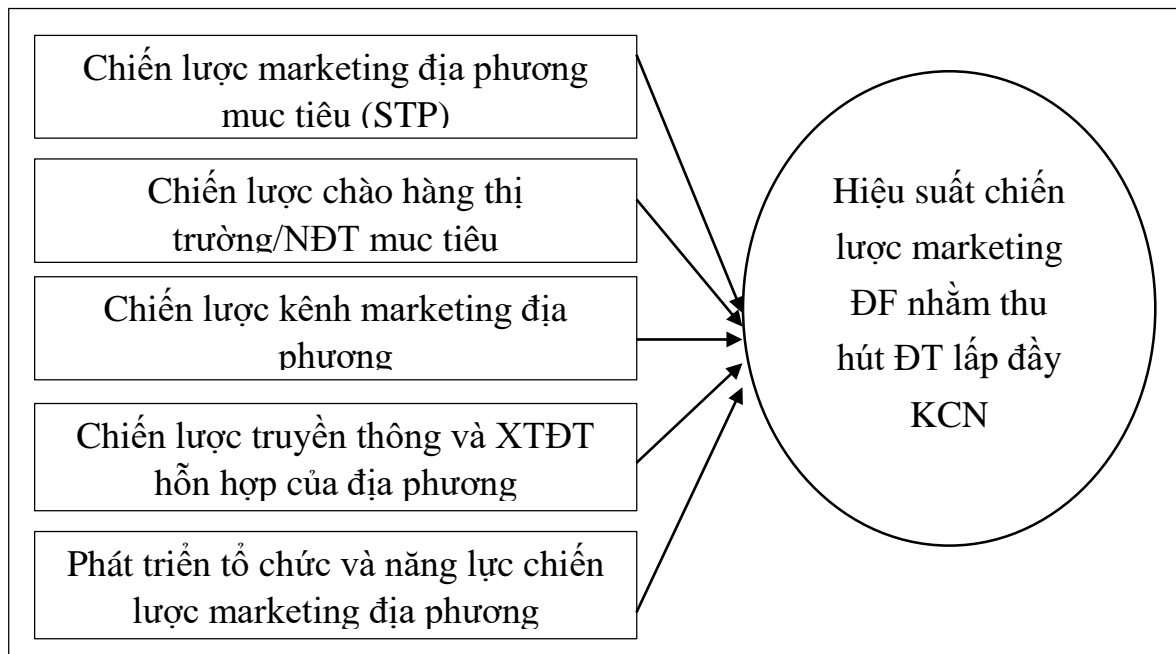 Chiến lược marketing địa phương
muc tiêu (STP)
Chiến lược chào hàng thị
trường/NĐT muc tiêu
Chiến lược kênh marketing địa
phương
Chiến lược truyền thông và XTĐT
hỗn hợp của địa phương
Phát triển tổ chức và năng lực chiến
lược marketing địa phương
Hiệu suất chiến
lược marketing
ĐF nhằm thu
hút ĐT lấp đầy
KCN